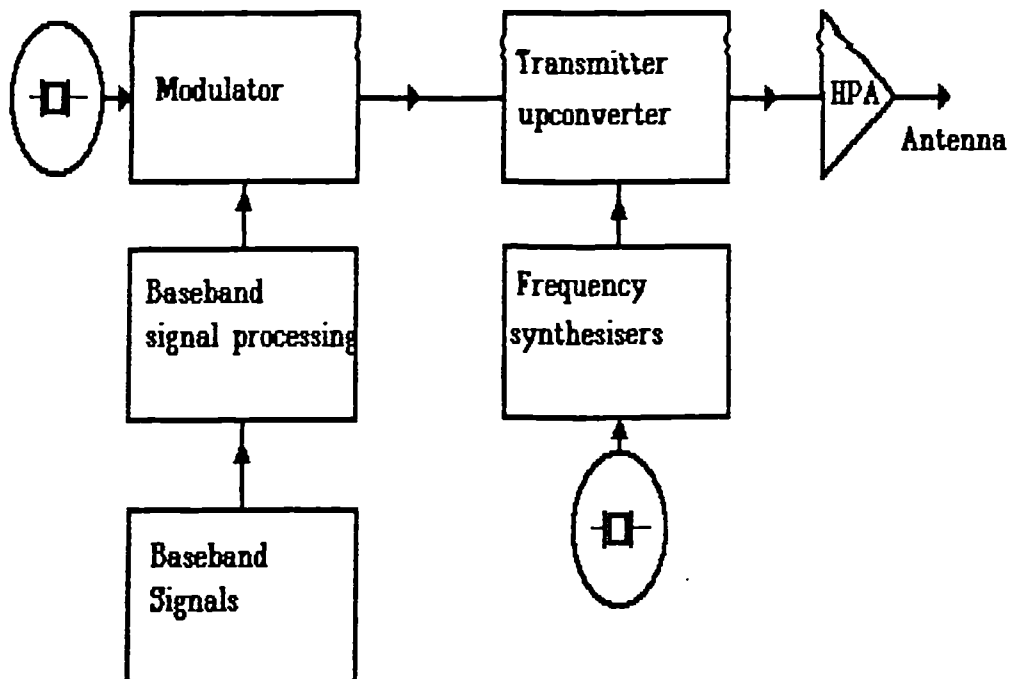 Modulator
Transmitter
upconverter
HPA
Antenna
Baseband
signal processing
Frequency
synthesisers
Baseband
Signals